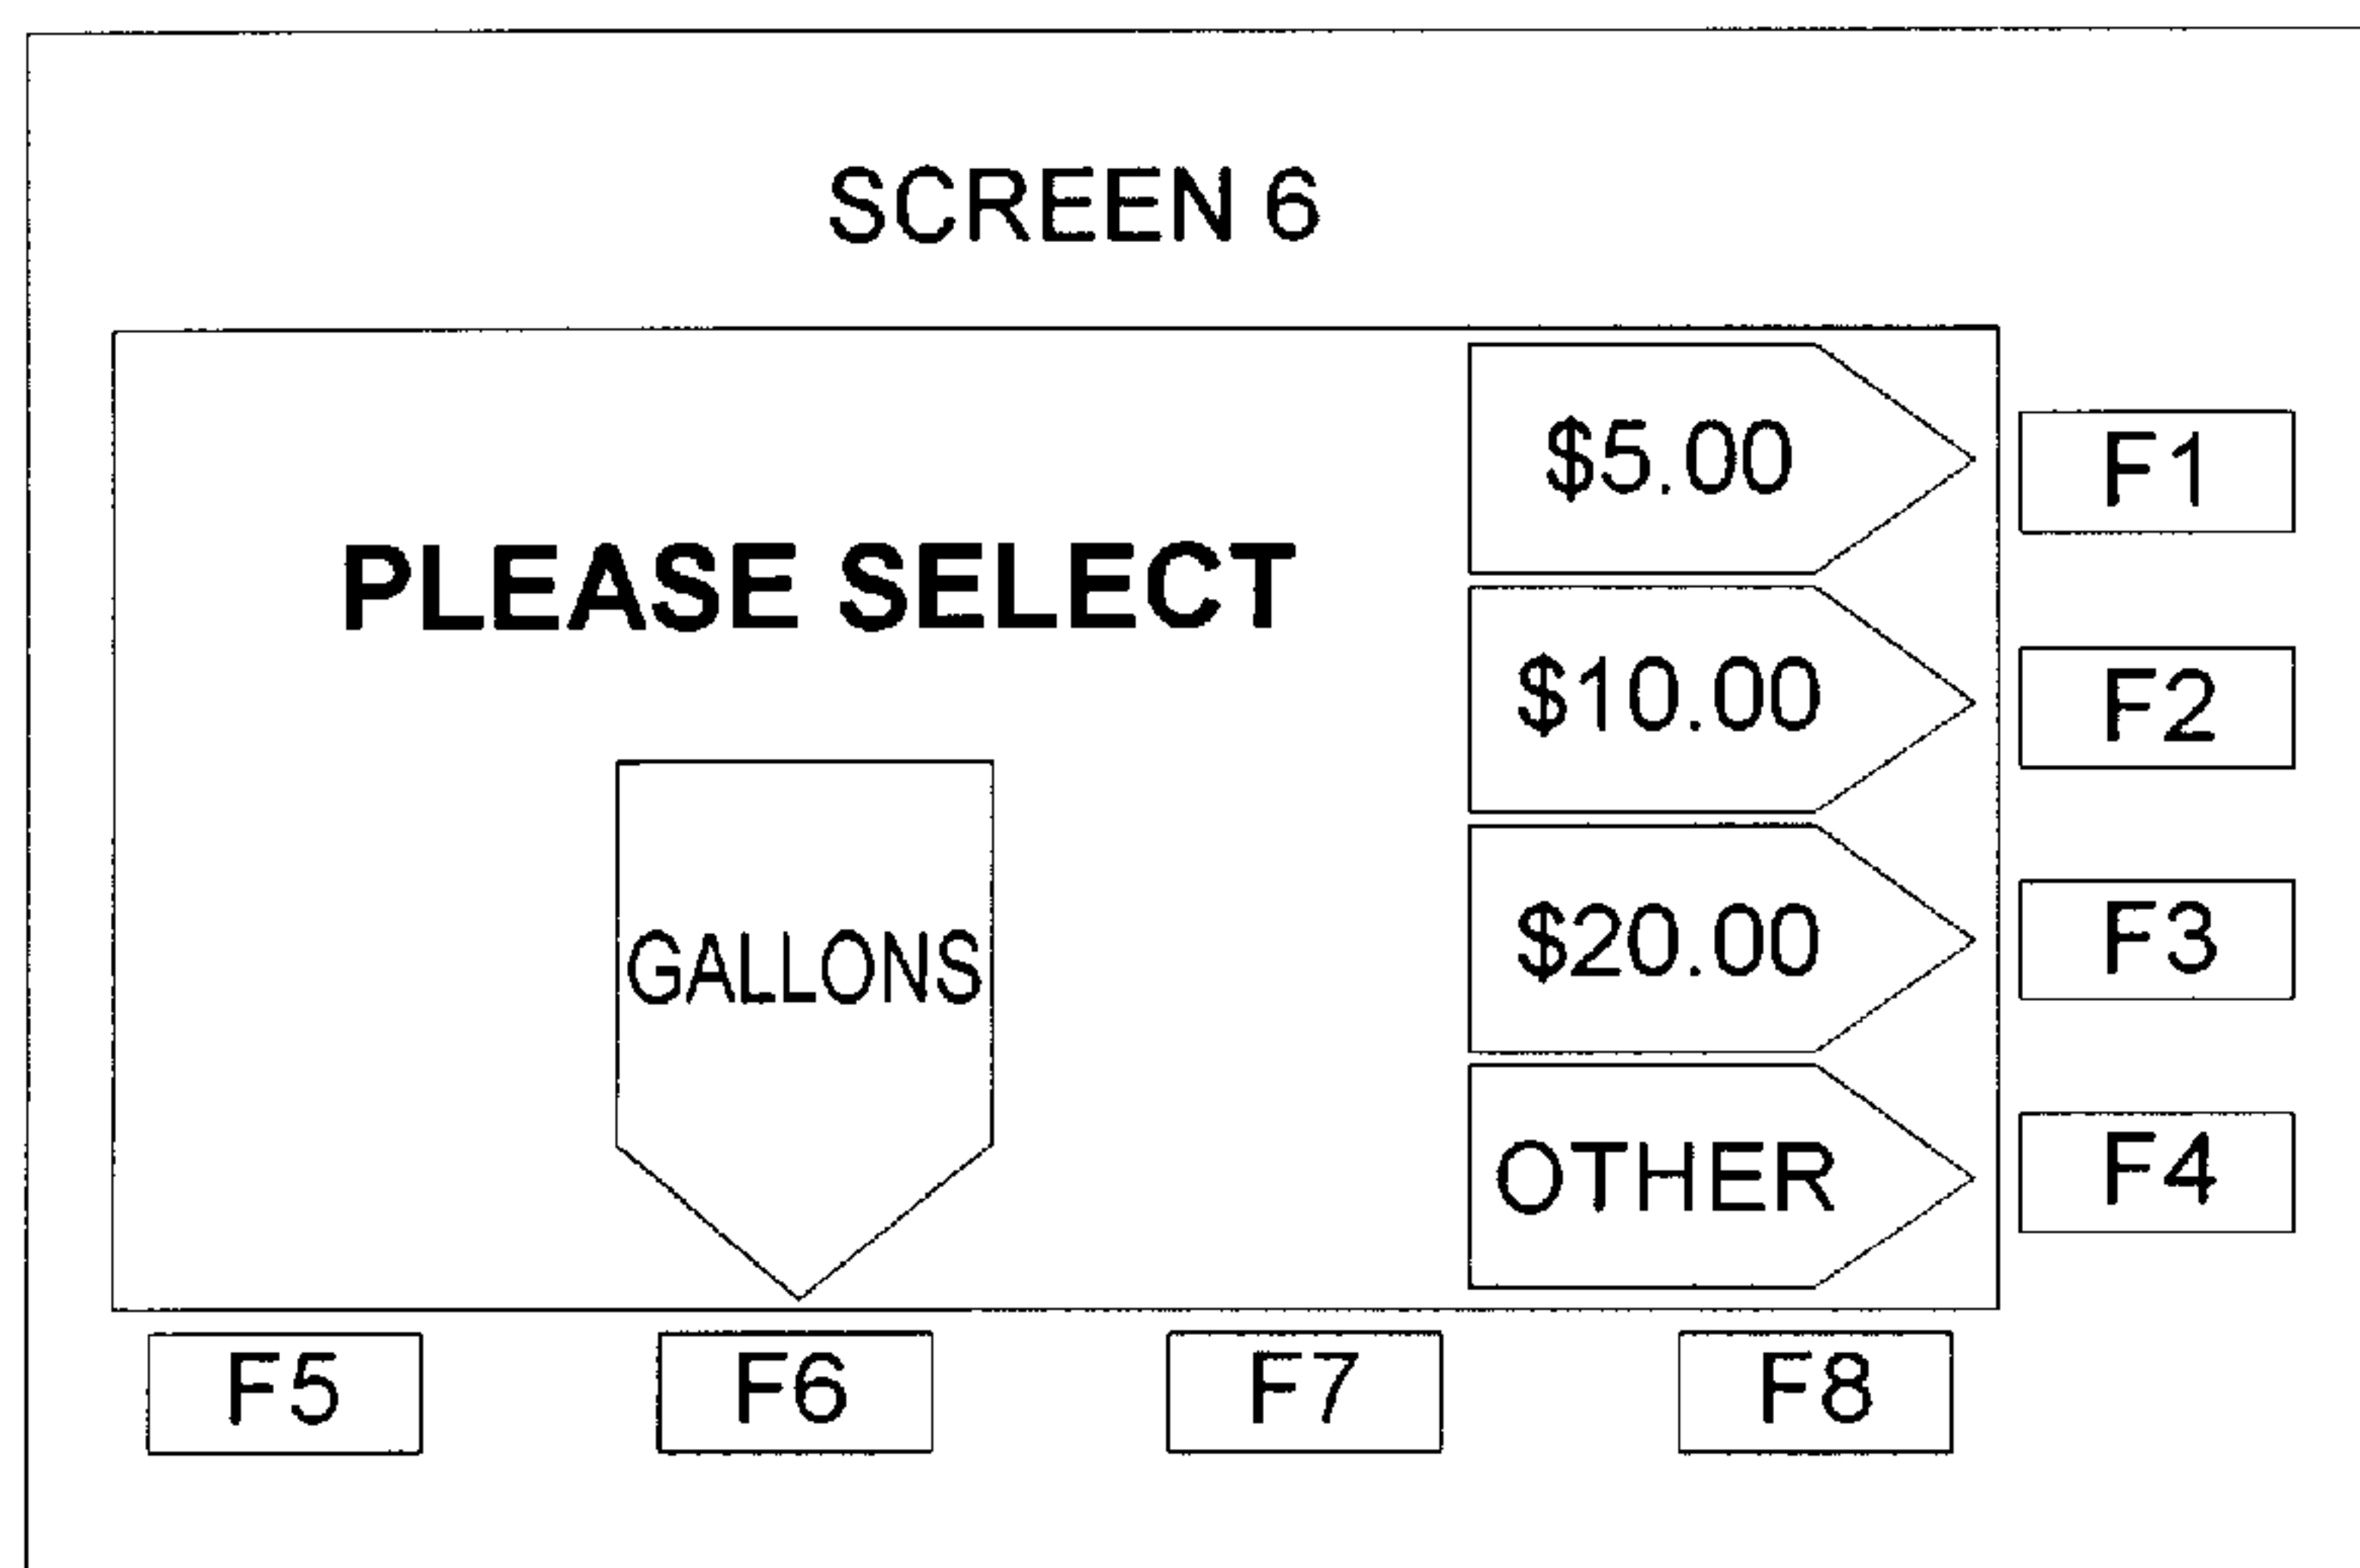 SCREEN 6
$5.00
F1
PLEASE SELECT
$10.00
F2
GALLONS
$20.00
F3
OTHER
F4
F5
F6
F7
F8